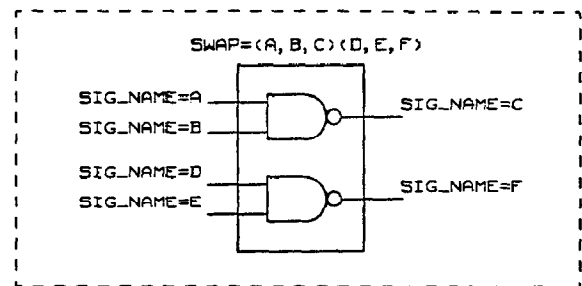 SWAP=(A,B,C)(D,E,F)
SIG_NAME=A
SIG_NAME=C
SIG_NAME=B
SIG_NAME=D
SIG_NAME=F
SIG_NAME=E